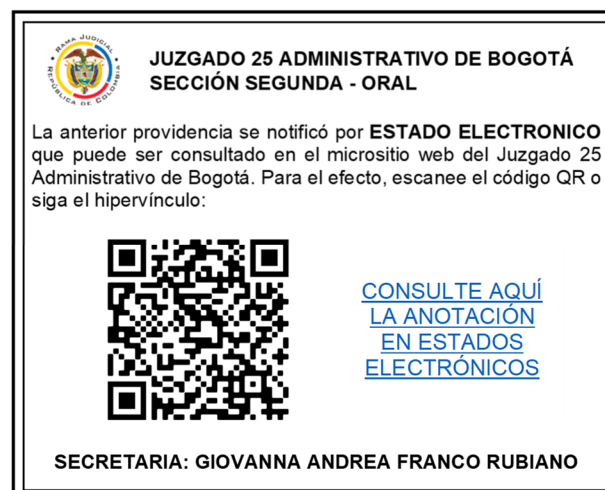 RAMA JUDICIAL
REPÚBLICA DE COLOMBIA
JUZGADO 25 ADMINISTRATIVO DE BOGOTÁ
SECCIÓN SEGUNDA - ORAL
La anterior providencia se notificó por ESTADO ELECTRONICO
que puede ser consultado en el micrositio web del Juzgado 25
Administrativo de Bogotá. Para el efecto, escanee el código QR o
siga el hipervínculo:
CONSULTE AQUÍ
LA ANOTACIÓN
EN ESTADOS
ELECTRÓNICOS
SECRETARIA: GIOVANNA ANDREA FRANCO RUBIANO